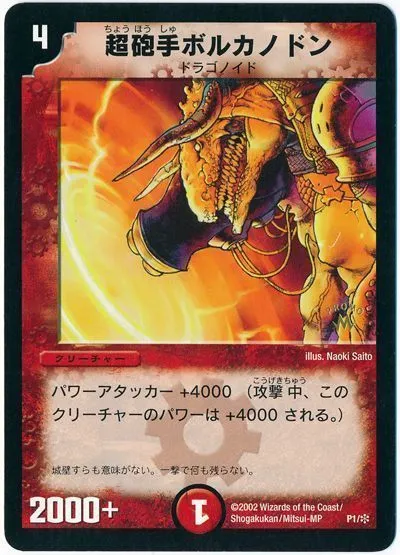 4
ちょうほうしゅ
超砲手ボルカノドン
ドラゴノイド
illus. Naoki Saito
クリーチャー
こうげきちゅう
パワーアタッカー +4000 （攻撃中、この
クリーチャーのパワーは +4000 される。）
城壁すらも意味がない。一撃で何も残らない。
2000+
1
©2002 Wizards of the Coast/
Shogakukan/Mitsui-MP
P1/